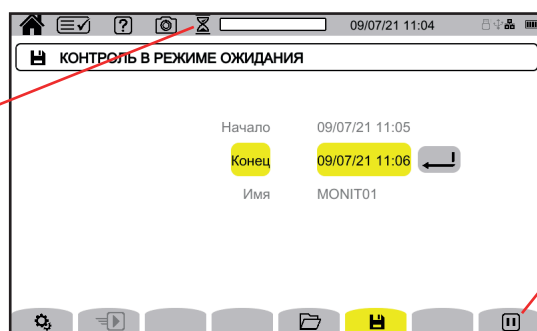 ? 09/07/21 11:04
КОНТРОЛЬ В РЕЖИМЕ ОЖИДАНИЯ
Начало 09/07/21 11:05
Конец 09/07/21 11:06
Имя MONIT01